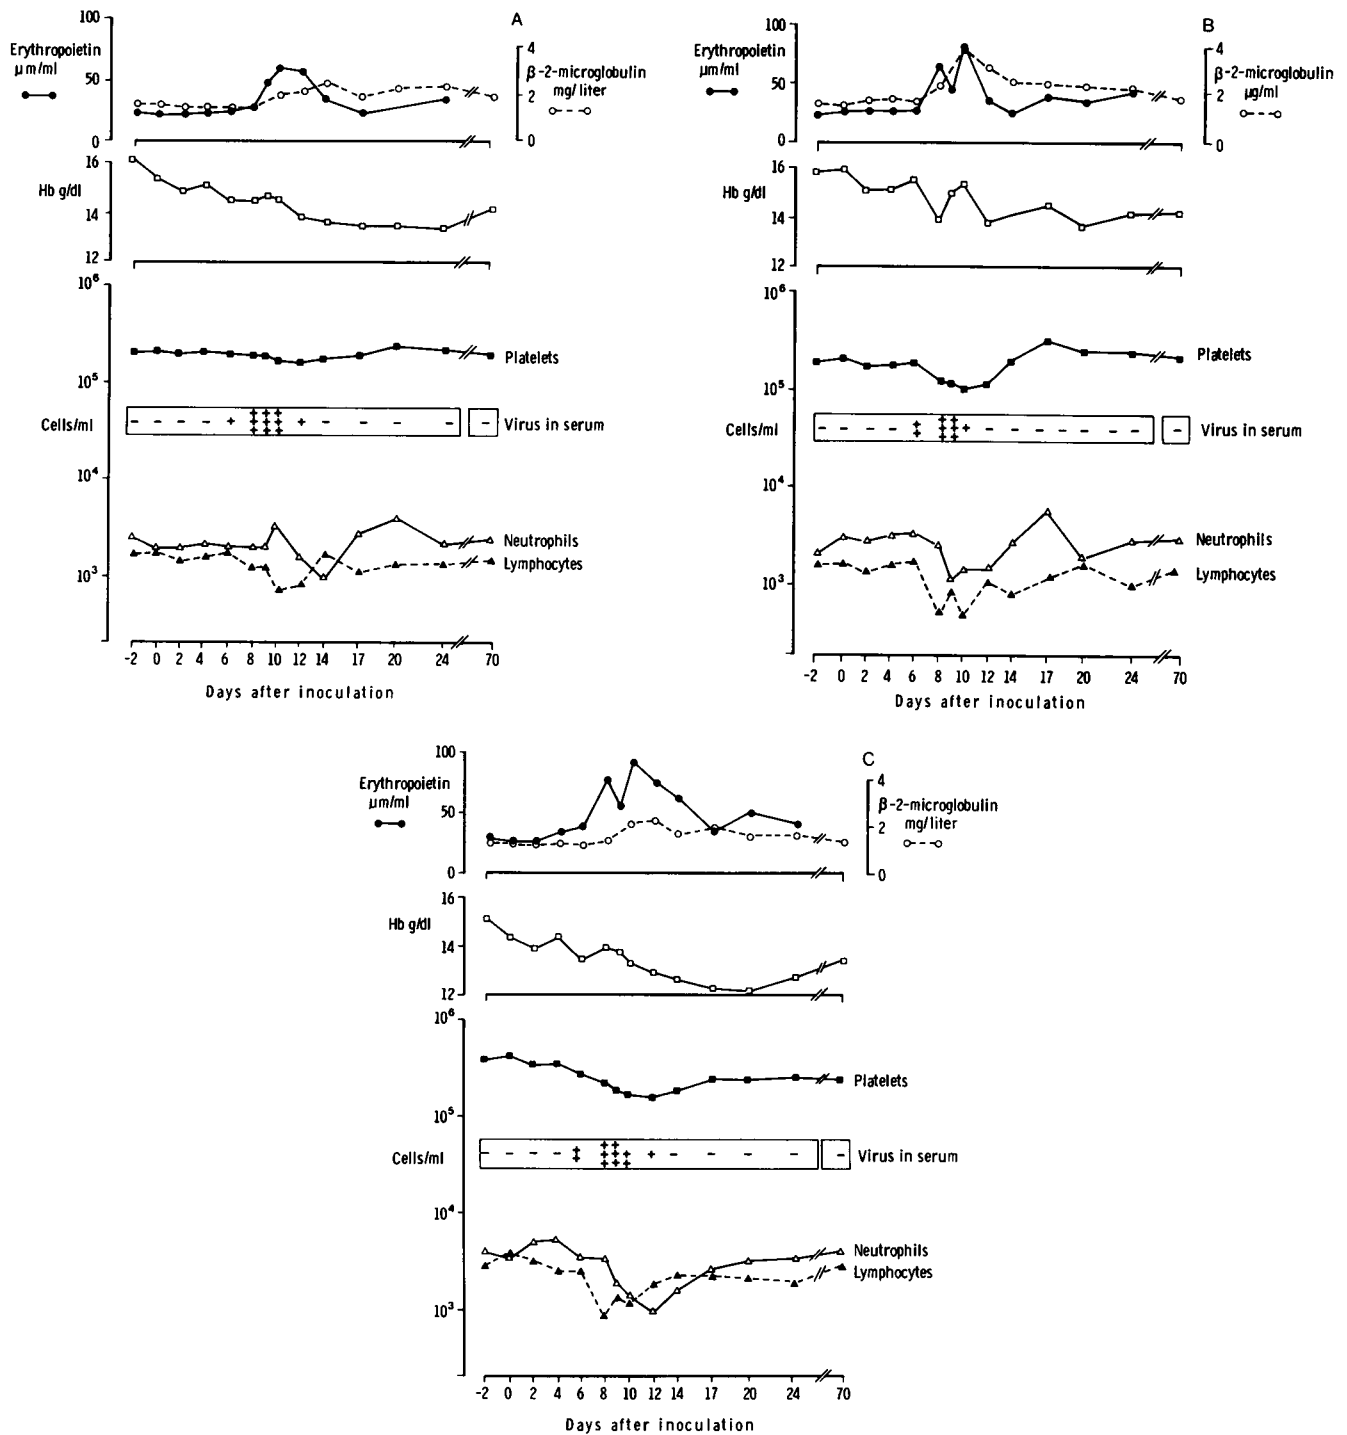 A
100
50
0
Erythropoietin
μm/ml
4
2
0
β-2-microglobulin
mg/liter
16
14
12
Hb g/dl
10⁶
10⁵
10⁴
10³
Platelets
Cells/ml
- - - - + +++ +++ +++ + - - - - -
Virus in serum
Neutrophils
Lymphocytes
-2 0 2 4 6 8 10 12 14 17 20 24 70
Days after inoculation
B
100
50
0
Erythropoietin
μm/ml
4
2
0
β-2-microglobulin
μg/ml
16
14
12
Hb g/dl
10⁶
10⁵
10⁴
10³
Platelets
Cells/ml
- - - - ++ +++ +++ + - - - - - - -
Virus in serum
Neutrophils
Lymphocytes
-2 0 2 4 6 8 10 12 14 17 20 24 70
Days after inoculation
C
100
50
0
Erythropoietin
μm/ml
4
2
0
β-2-microglobulin
mg/liter
16
14
12
Hb g/dl
10⁶
10⁵
10⁴
10³
Platelets
Cells/ml
- - - - ++ +++ +++ ++ + - - - - -
Virus in serum
Neutrophils
Lymphocytes
-2 0 2 4 6 8 10 12 14 17 20 24 70
Days after inoculation